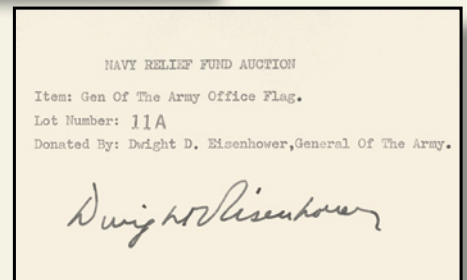 NAVY RELIEF FUND AUCTION
Item: Gen Of The Army Office Flag.
Lot Number: 11A
Donated By: Dwight D. Eisenhower,General Of The Army.
Dwight D Eisenhower